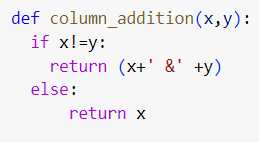 def column_addition(x,y):
  if x!=y:
    return (x+' &' +y)
  else:
      return x